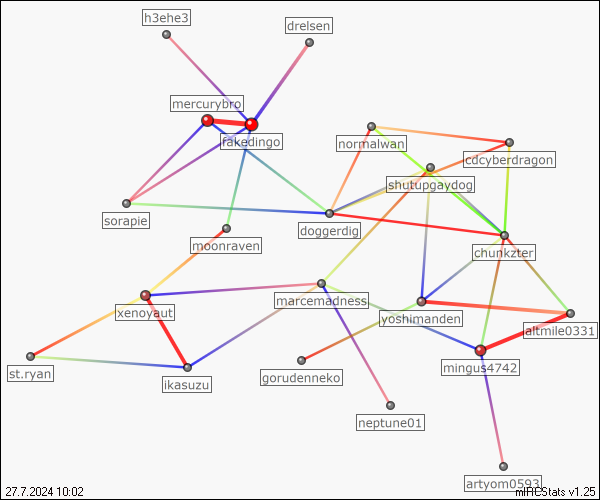 h3ehe3
drelsen
mercurybro
fakedingo
normalwan
cdcyberdragon
shutupgaydog
sorapie
doggerdig
moonraven
chunkzter
xenoyaut
marcemadness
yoshimanden
altmile0331
st.ryan
ikasuzu
gorudenneko
mingus4742
neptune01
artyom0593
27.7.2024 10:02
mIRCStats v1.25